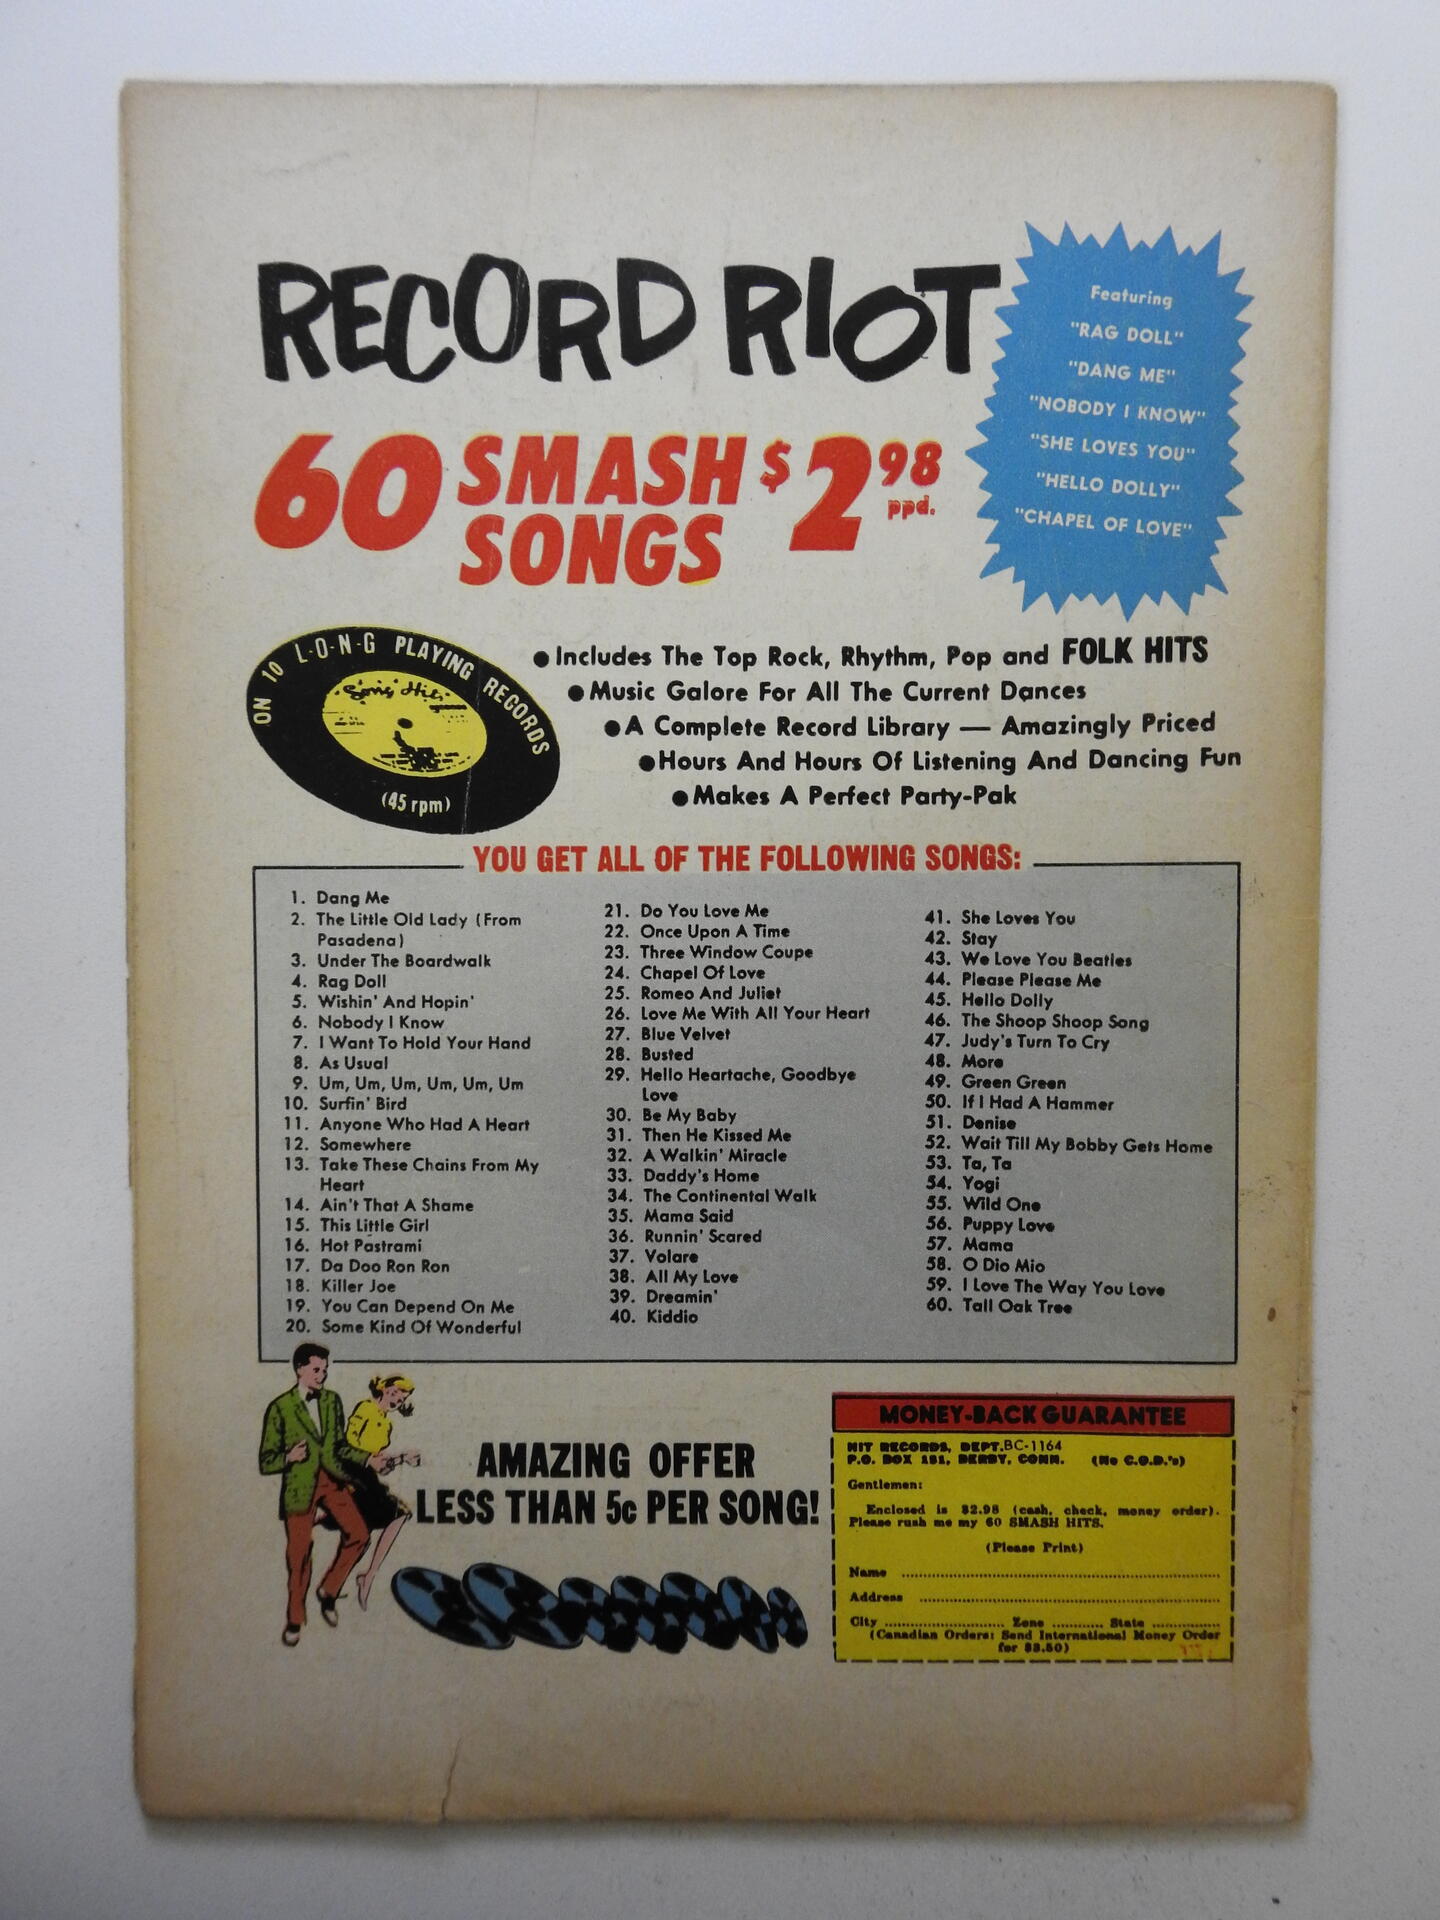 RECORD RIOT
60 SMASH SONGS $2.98 ppd.
Featuring
"RAG DOLL"
"DANG ME"
"NOBODY I KNOW"
"SHE LOVES YOU"
"HELLO DOLLY"
"CHAPEL OF LOVE"
ON 10 L-O-N-G PLAYING RECORDS
Song Hits
(45 rpm)
● Includes The Top Rock, Rhythm, Pop and FOLK HITS
● Music Galore For All The Current Dances
● A Complete Record Library — Amazingly Priced
● Hours And Hours Of Listening And Dancing Fun
● Makes A Perfect Party-Pak
YOU GET ALL OF THE FOLLOWING SONGS:
1. Dang Me
2. The Little Old Lady (From
Pasadena)
3. Under The Boardwalk
4. Rag Doll
5. Wishin' And Hopin'
6. Nobody I Know
7. I Want To Hold Your Hand
8. As Usual
9. Um, Um, Um, Um, Um, Um
10. Surfin' Bird
11. Anyone Who Had A Heart
12. Somewhere
13. Take These Chains From My
Heart
14. Ain't That A Shame
15. This Little Girl
16. Hot Pastrami
17. Da Doo Ron Ron
18. Killer Joe
19. You Can Depend On Me
20. Some Kind Of Wonderful
21. Do You Love Me
22. Once Upon A Time
23. Three Window Coupe
24. Chapel Of Love
25. Romeo And Juliet
26. Love Me With All Your Heart
27. Blue Velvet
28. Busted
29. Hello Heartache, Goodbye
Love
30. Be My Baby
31. Then He Kissed Me
32. A Walkin' Miracle
33. Daddy's Home
34. The Continental Walk
35. Mama Said
36. Runnin' Scared
37. Volare
38. All My Love
39. Dreamin'
40. Kiddio
41. She Loves You
42. Stay
43. We Love You Beatles
44. Please Please Me
45. Hello Dolly
46. The Shoop Shoop Song
47. Judy's Turn To Cry
48. More
49. Green Green
50. If I Had A Hammer
51. Denise
52. Wait Till My Bobby Gets Home
53. Ta, Ta
54. Yogi
55. Wild One
56. Puppy Love
57. Mama
58. O Dio Mio
59. I Love The Way You Love
60. Tall Oak Tree
AMAZING OFFER
LESS THAN 5c PER SONG!
MONEY-BACK GUARANTEE
HIT RECORDS, DEPT. BC-1164
P.O. BOX 151, DERBY, CONN. (No C.O.D.'s)
Gentlemen:
Enclosed is $2.98 (cash, check, money order).
Please rush me my 60 SMASH HITS.
(Please Print)
Name ..........
Address ..........
City .......... Zone .......... State ..........
(Canadian Orders: Send International Money Order
for $3.50)